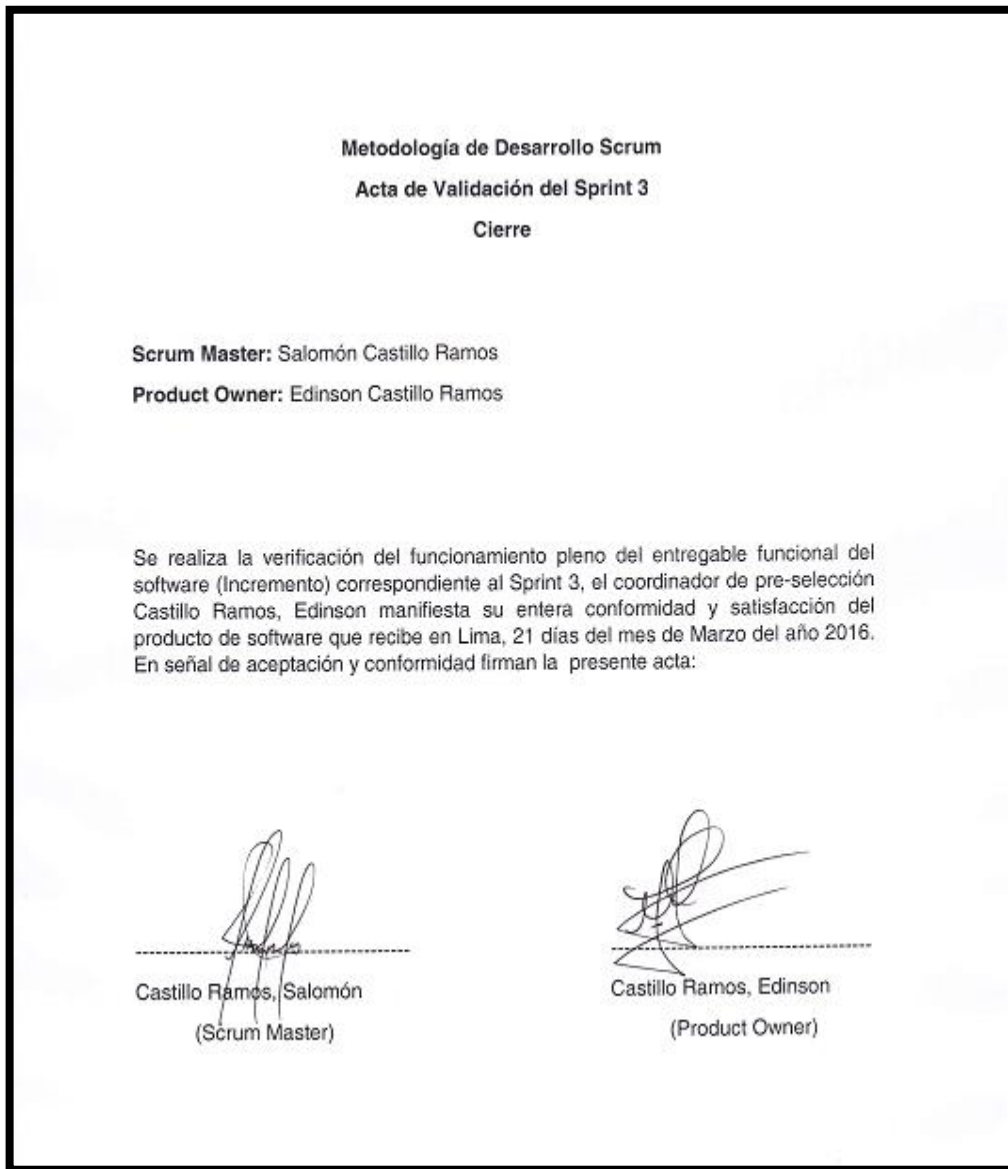 Metodología de Desarrollo Scrum
Acta de Validación del Sprint 3
Cierre
Scrum Master: Salomón Castillo Ramos
Product Owner: Edinson Castillo Ramos
Se realiza la verificación del funcionamiento pleno del entregable funcional del
software (Incremento) correspondiente al Sprint 3, el coordinador de pre-selección
Castillo Ramos, Edinson manifiesta su entera conformidad y satisfacción del
producto de software que recibe en Lima, 21 días del mes de Marzo del año 2016.
En señal de aceptación y conformidad firman la presente acta:
Castillo Ramos, Salomón
(Scrum Master)
Castillo Ramos, Edinson
(Product Owner)